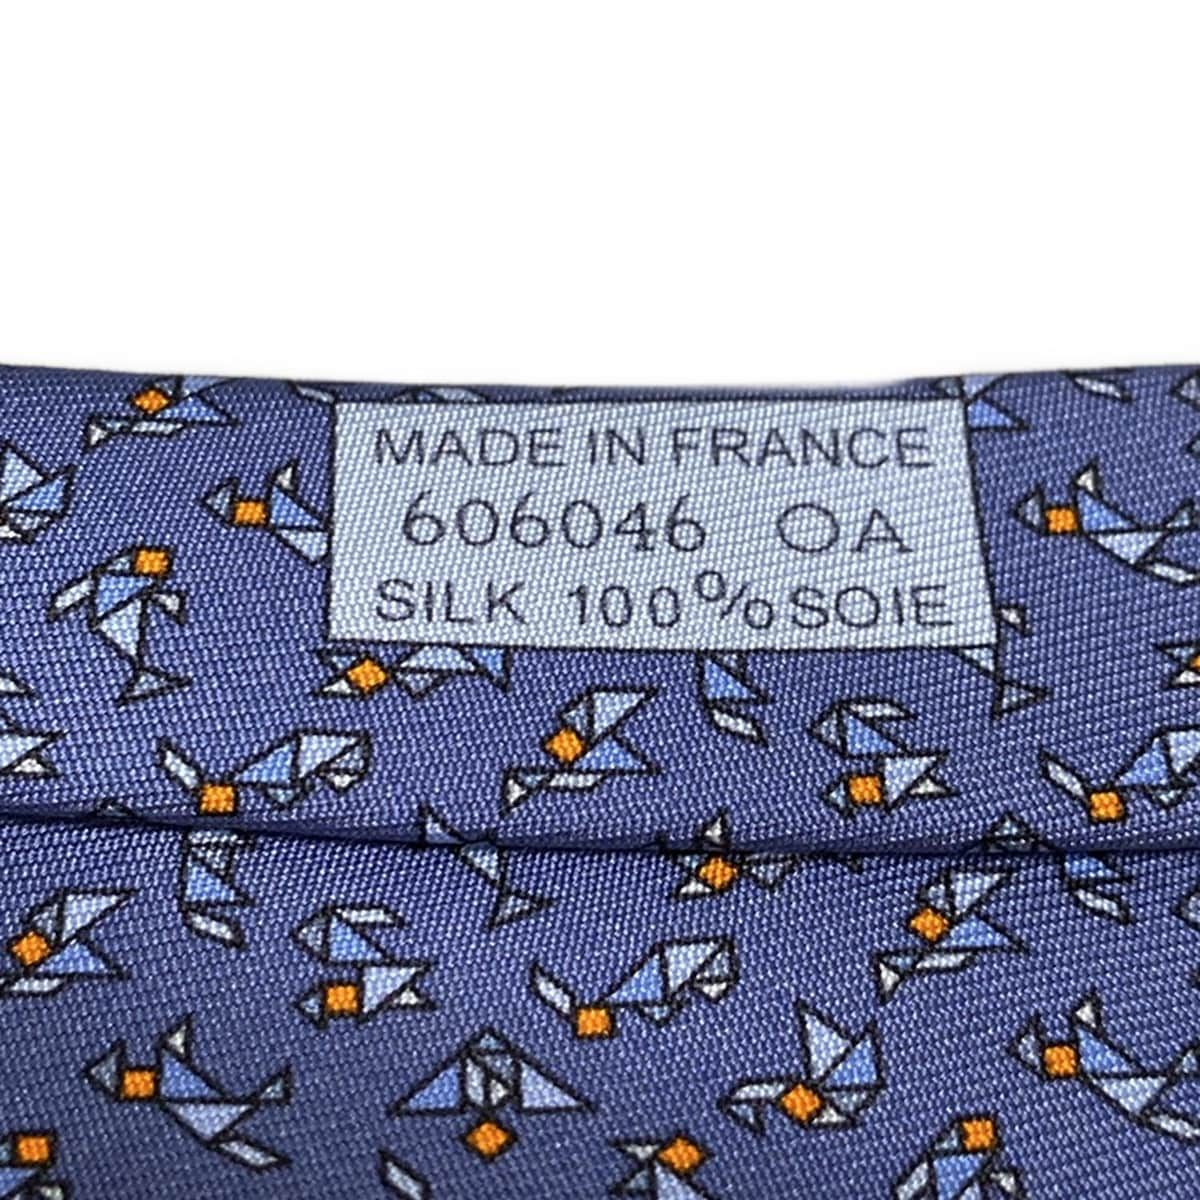 MADE IN FRANCE
606046 OA
SILK 100% SOIE